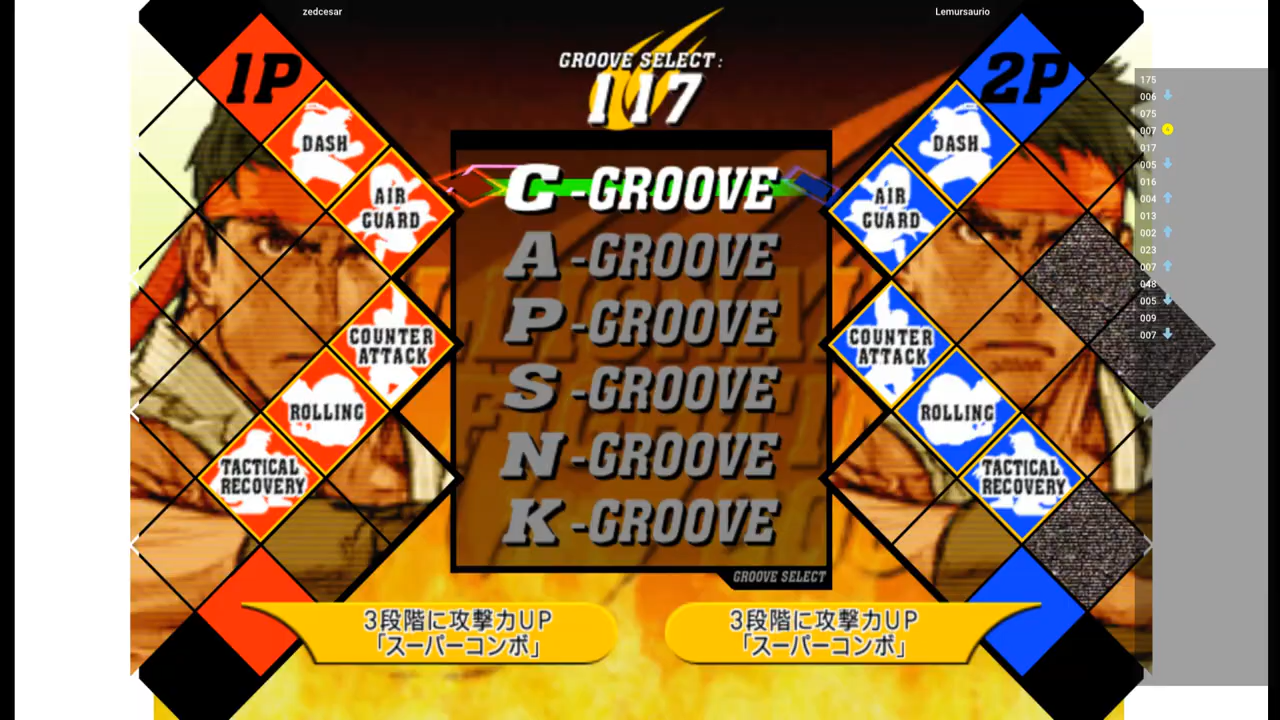 zedcesar
Lemursaurio
1P
2P
GROOVE SELECT:
117
DASH
AIR
GUARD
COUNTER
ATTACK
ROLLING
TACTICAL
RECOVERY
C-GROOVE
A-GROOVE
P-GROOVE
S-GROOVE
N-GROOVE
K-GROOVE
GROOVE SELECT
DASH
AIR
GUARD
COUNTER
ATTACK
ROLLING
TACTICAL
RECOVERY
3段階に攻撃力UP
「スーパーコンボ」
3段階に攻撃力UP
「スーパーコンボ」
175
006
075
007
017
005
016
004
013
002
023
007
048
005
009
007